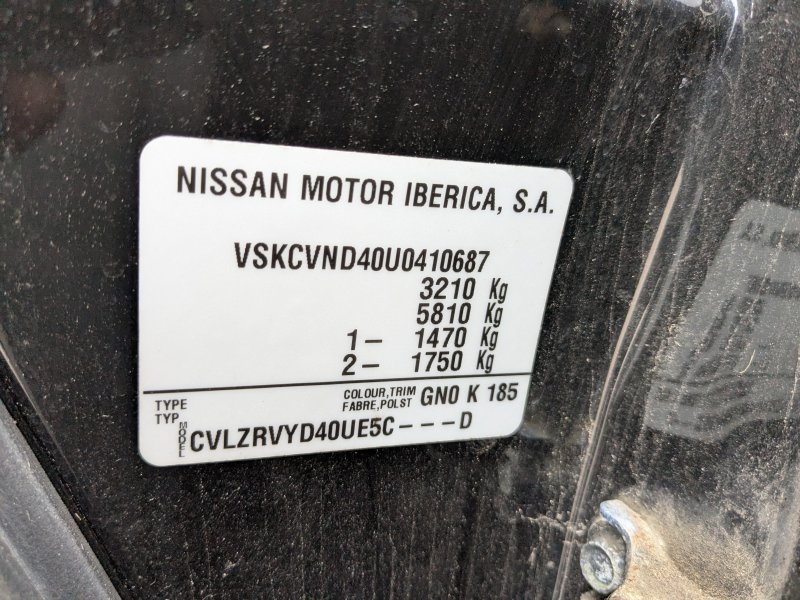 NISSAN MOTOR IBERICA, S.A.
VSKCVND40U0410687
3210 Kg
5810 Kg
1- 1470 Kg
2- 1750 Kg
TYPE
TYP
COLOUR,TRIM
FABRE,POLST
GN0 K 185
MODEL
CVLZRVYD40UE5C---D